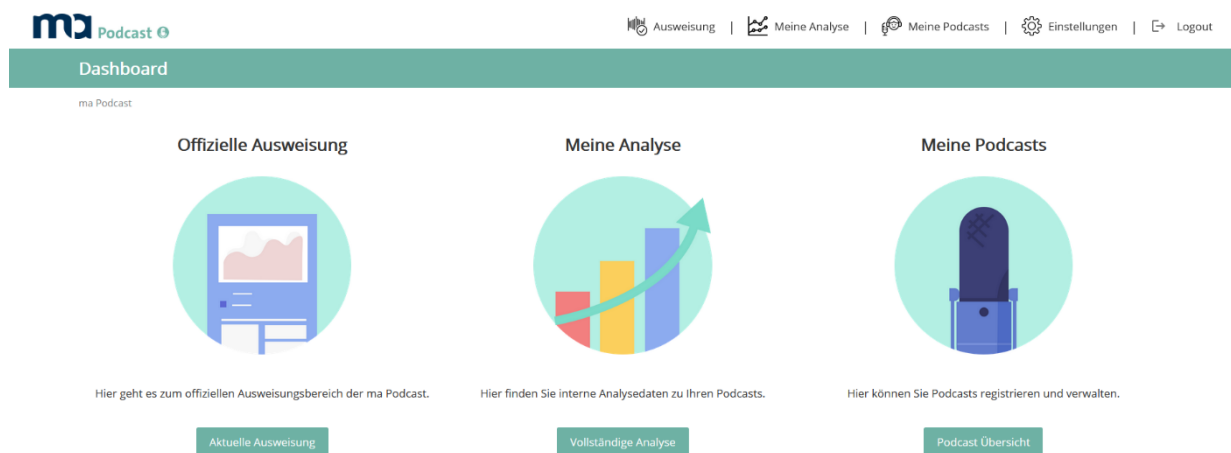 ma Podcast
Ausweisung | Meine Analyse | Meine Podcasts | Einstellungen | Logout
Dashboard
ma Podcast
Offizielle Ausweisung
Meine Analyse
Meine Podcasts
Hier geht es zum offiziellen Ausweisungsbereich der ma Podcast.
Hier finden Sie interne Analysedaten zu Ihren Podcasts.
Hier können Sie Podcasts registrieren und verwalten.
Aktuelle Ausweisung
Vollständige Analyse
Podcast Übersicht